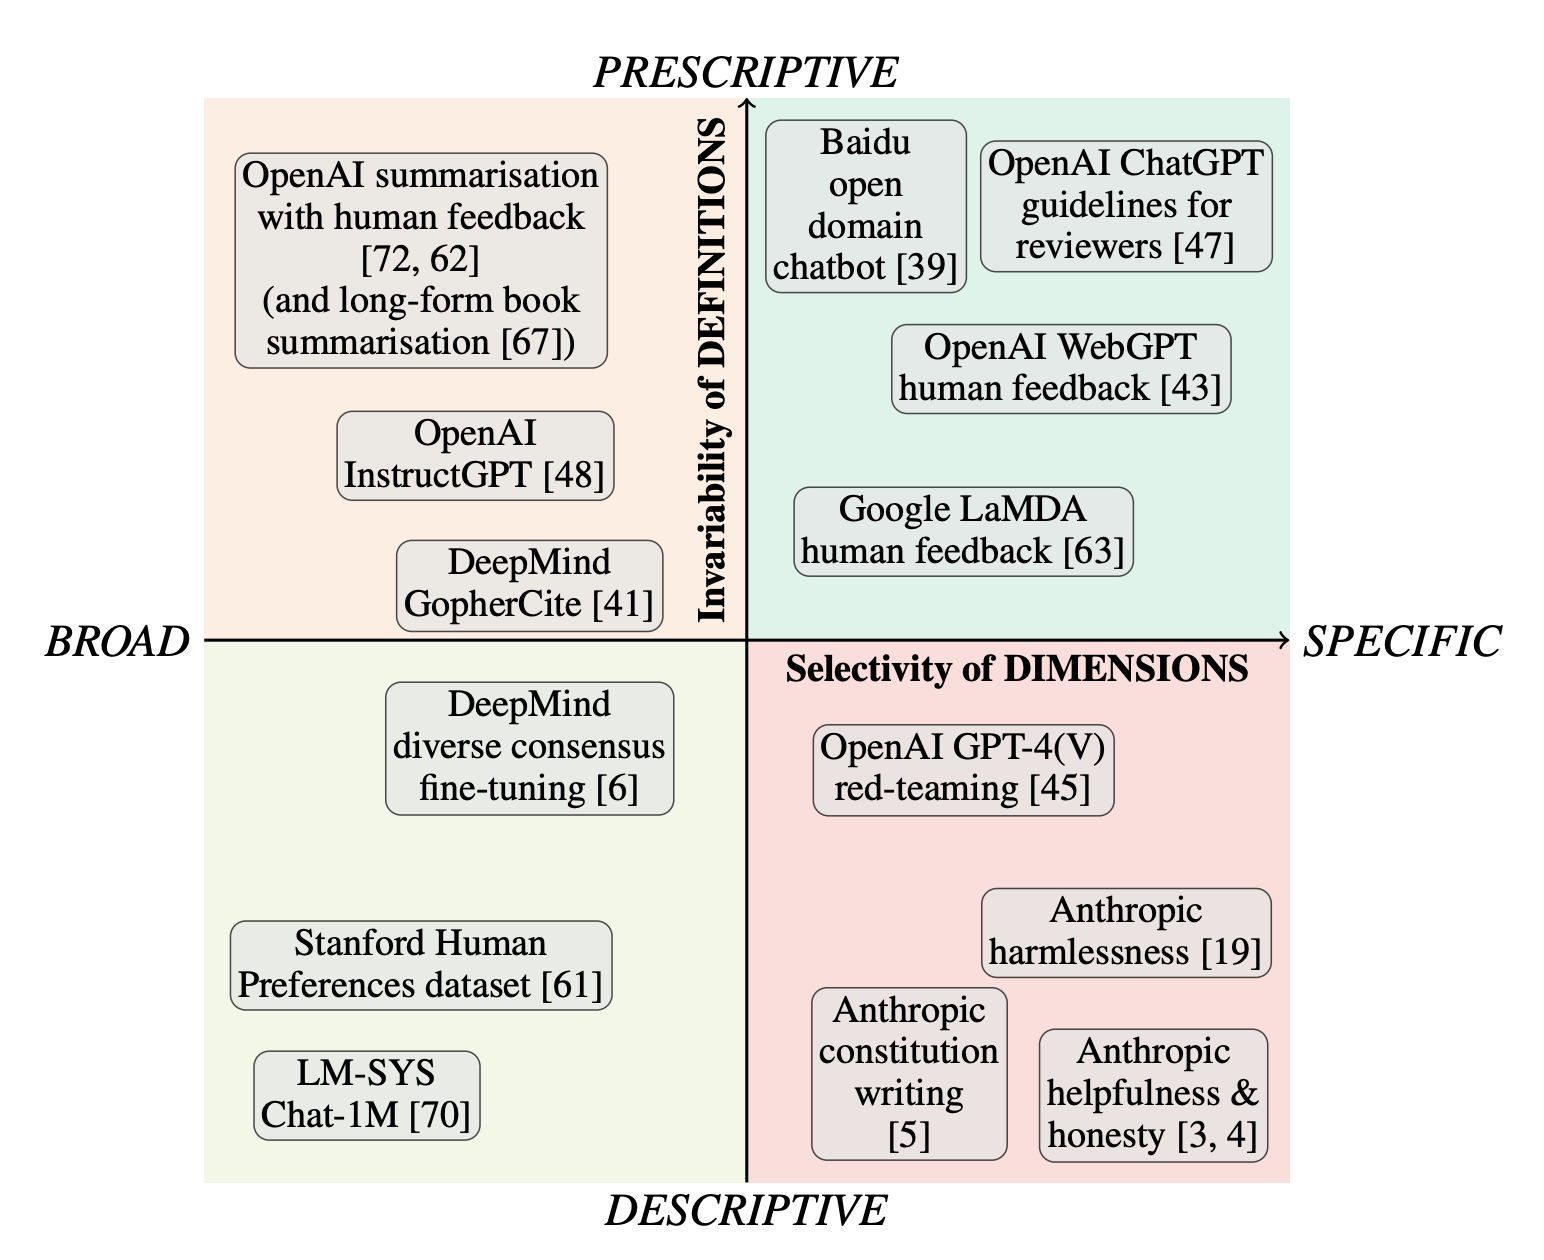 PRESCRIPTIVE
Invariability of DEFINITIONS
OpenAI summarisation
with human feedback
[72, 62]
(and long-form book
summarisation [67])
OpenAI
InstructGPT [48]
DeepMind
GopherCite [41]
Baidu
open
domain
chatbot [39]
OpenAI ChatGPT
guidelines for
reviewers [47]
OpenAI WebGPT
human feedback [43]
Google LaMDA
human feedback [63]
BROAD
SPECIFIC
Selectivity of DIMENSIONS
DeepMind
diverse consensus
fine-tuning [6]
Stanford Human
Preferences dataset [61]
LM-SYS
Chat-1M [70]
OpenAI GPT-4(V)
red-teaming [45]
Anthropic
harmlessness [19]
Anthropic
constitution
writing
[5]
Anthropic
helpfulness &
honesty [3, 4]
DESCRIPTIVE